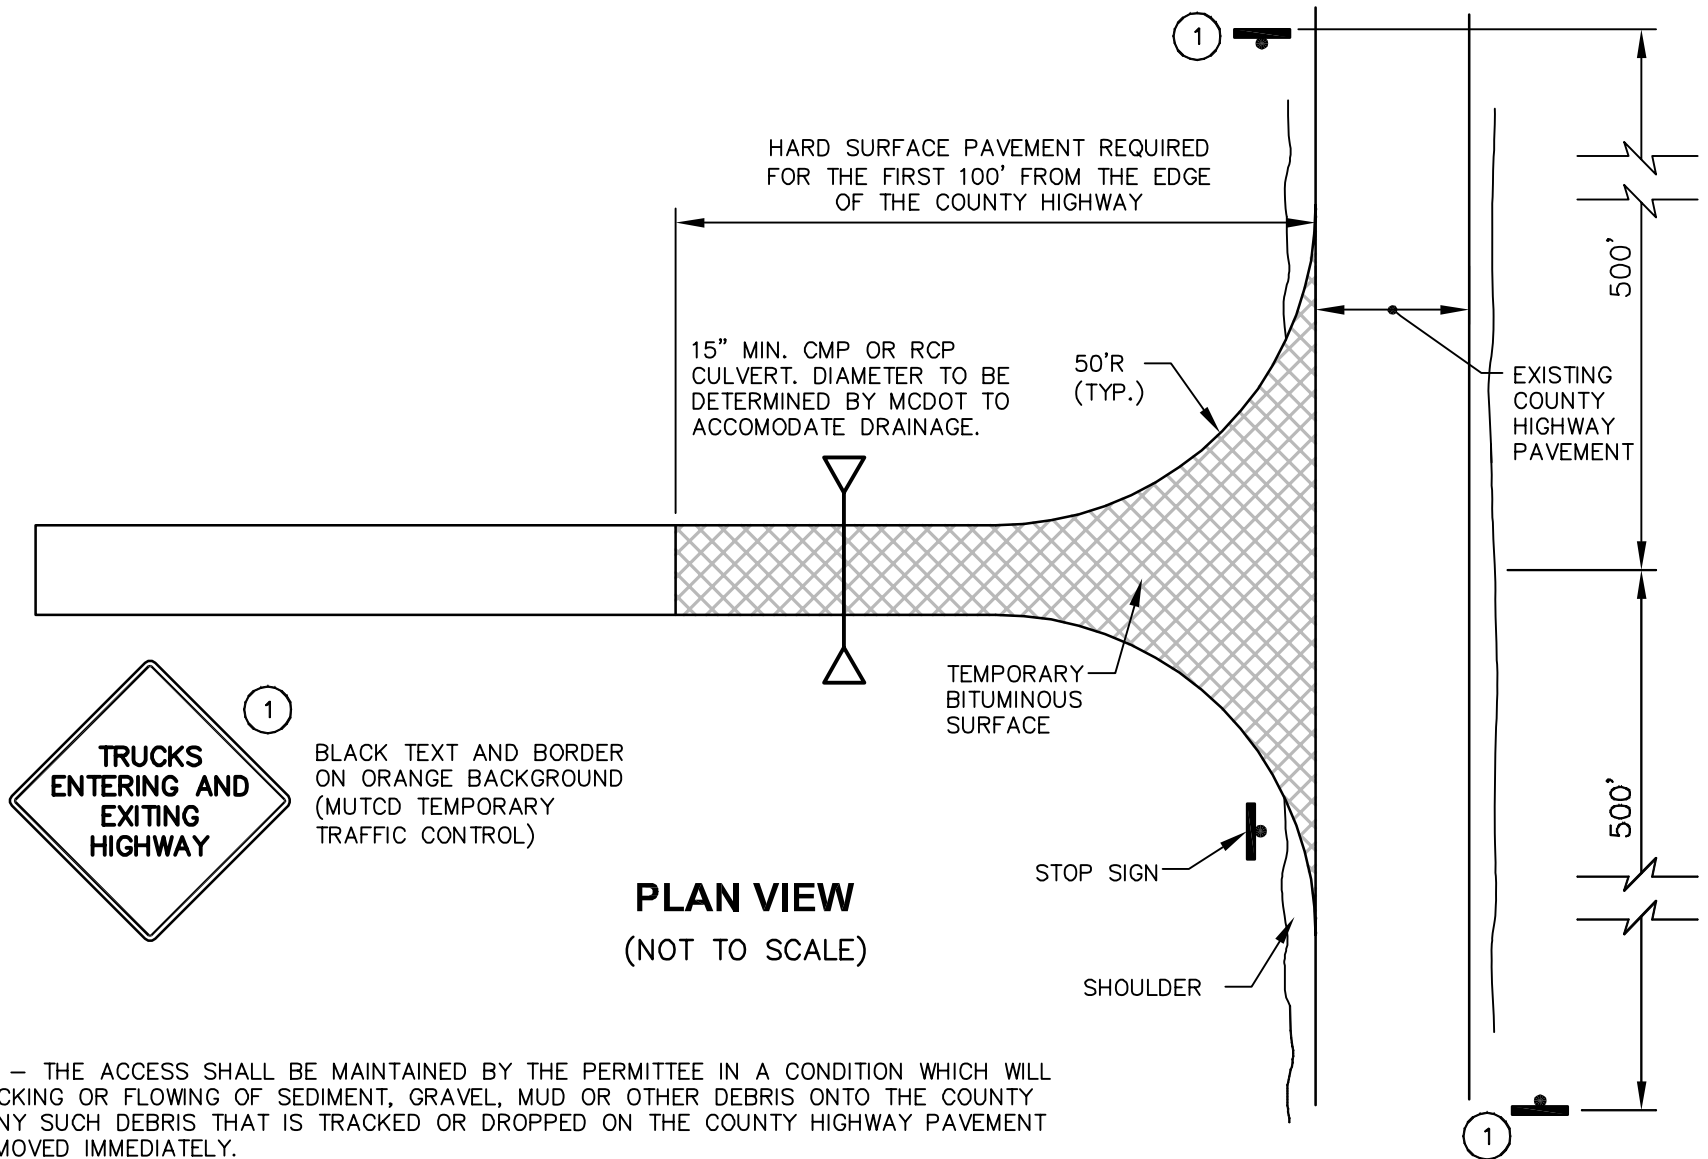 1
HARD SURFACE PAVEMENT REQUIRED
FOR THE FIRST 100' FROM THE EDGE
OF THE COUNTY HIGHWAY
500'
15" MIN. CMP OR RCP
CULVERT. DIAMETER TO BE
DETERMINED BY MCDOT TO
ACCOMODATE DRAINAGE.
50'R
(TYP.)
EXISTING
COUNTY
HIGHWAY
PAVEMENT
TEMPORARY
BITUMINOUS
SURFACE
1
TRUCKS
ENTERING AND
EXITING
HIGHWAY
BLACK TEXT AND BORDER
ON ORANGE BACKGROUND
(MUTCD TEMPORARY
TRAFFIC CONTROL)
500'
STOP SIGN
PLAN VIEW
(NOT TO SCALE)
SHOULDER
– THE ACCESS SHALL BE MAINTAINED BY THE PERMITTEE IN A CONDITION WHICH WILL
CKING OR FLOWING OF SEDIMENT, GRAVEL, MUD OR OTHER DEBRIS ONTO THE COUNTY
NY SUCH DEBRIS THAT IS TRACKED OR DROPPED ON THE COUNTY HIGHWAY PAVEMENT
MOVED IMMEDIATELY.
1